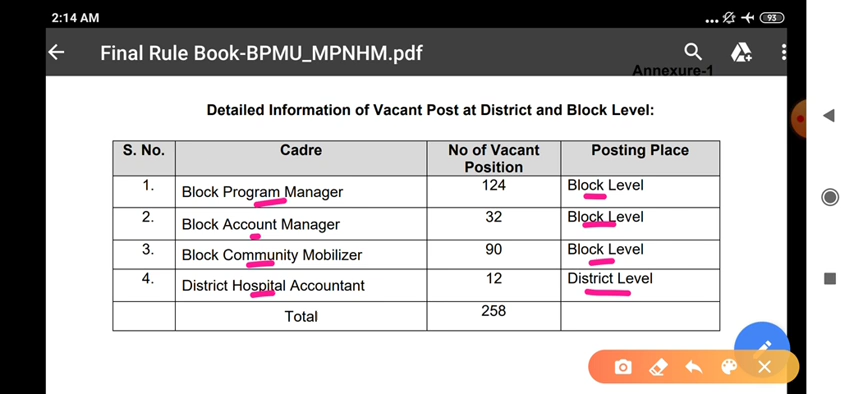 2:14 AM
93
Final Rule Book-BPMU_MPNHM.pdf
Annexure-1
Detailed Information of Vacant Post at District and Block Level:
S. No. Cadre No of Vacant Position Posting Place
1. Block Program Manager 124 Block Level
2. Block Account Manager 32 Block Level
3. Block Community Mobilizer 90 Block Level
4. District Hospital Accountant 12 District Level
Total 258